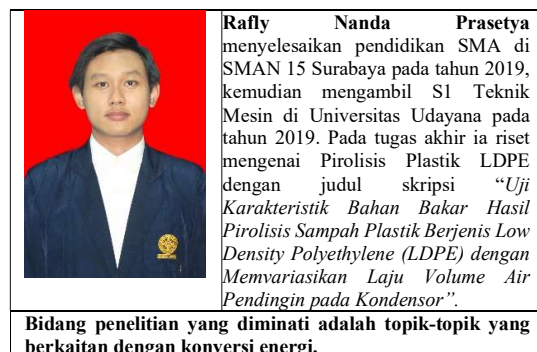 Rafly Nanda Prasetya
menyelesaikan pendidikan SMA di
SMAN 15 Surabaya pada tahun 2019,
kemudian mengambil S1 Teknik
Mesin di Universitas Udayana pada
tahun 2019. Pada tugas akhir ia riset
mengenai Pirolisis Plastik LDPE
dengan judul skripsi “Uji
Karakteristik Bahan Bakar Hasil
Pirolisis Sampah Plastik Berjenis Low
Density Polyethylene (LDPE) dengan
Memvariasikan Laju Volume Air
Pendingin pada Kondensor”.
Bidang penelitian yang diminati adalah topik-topik yang
berkaitan dengan konversi energi.